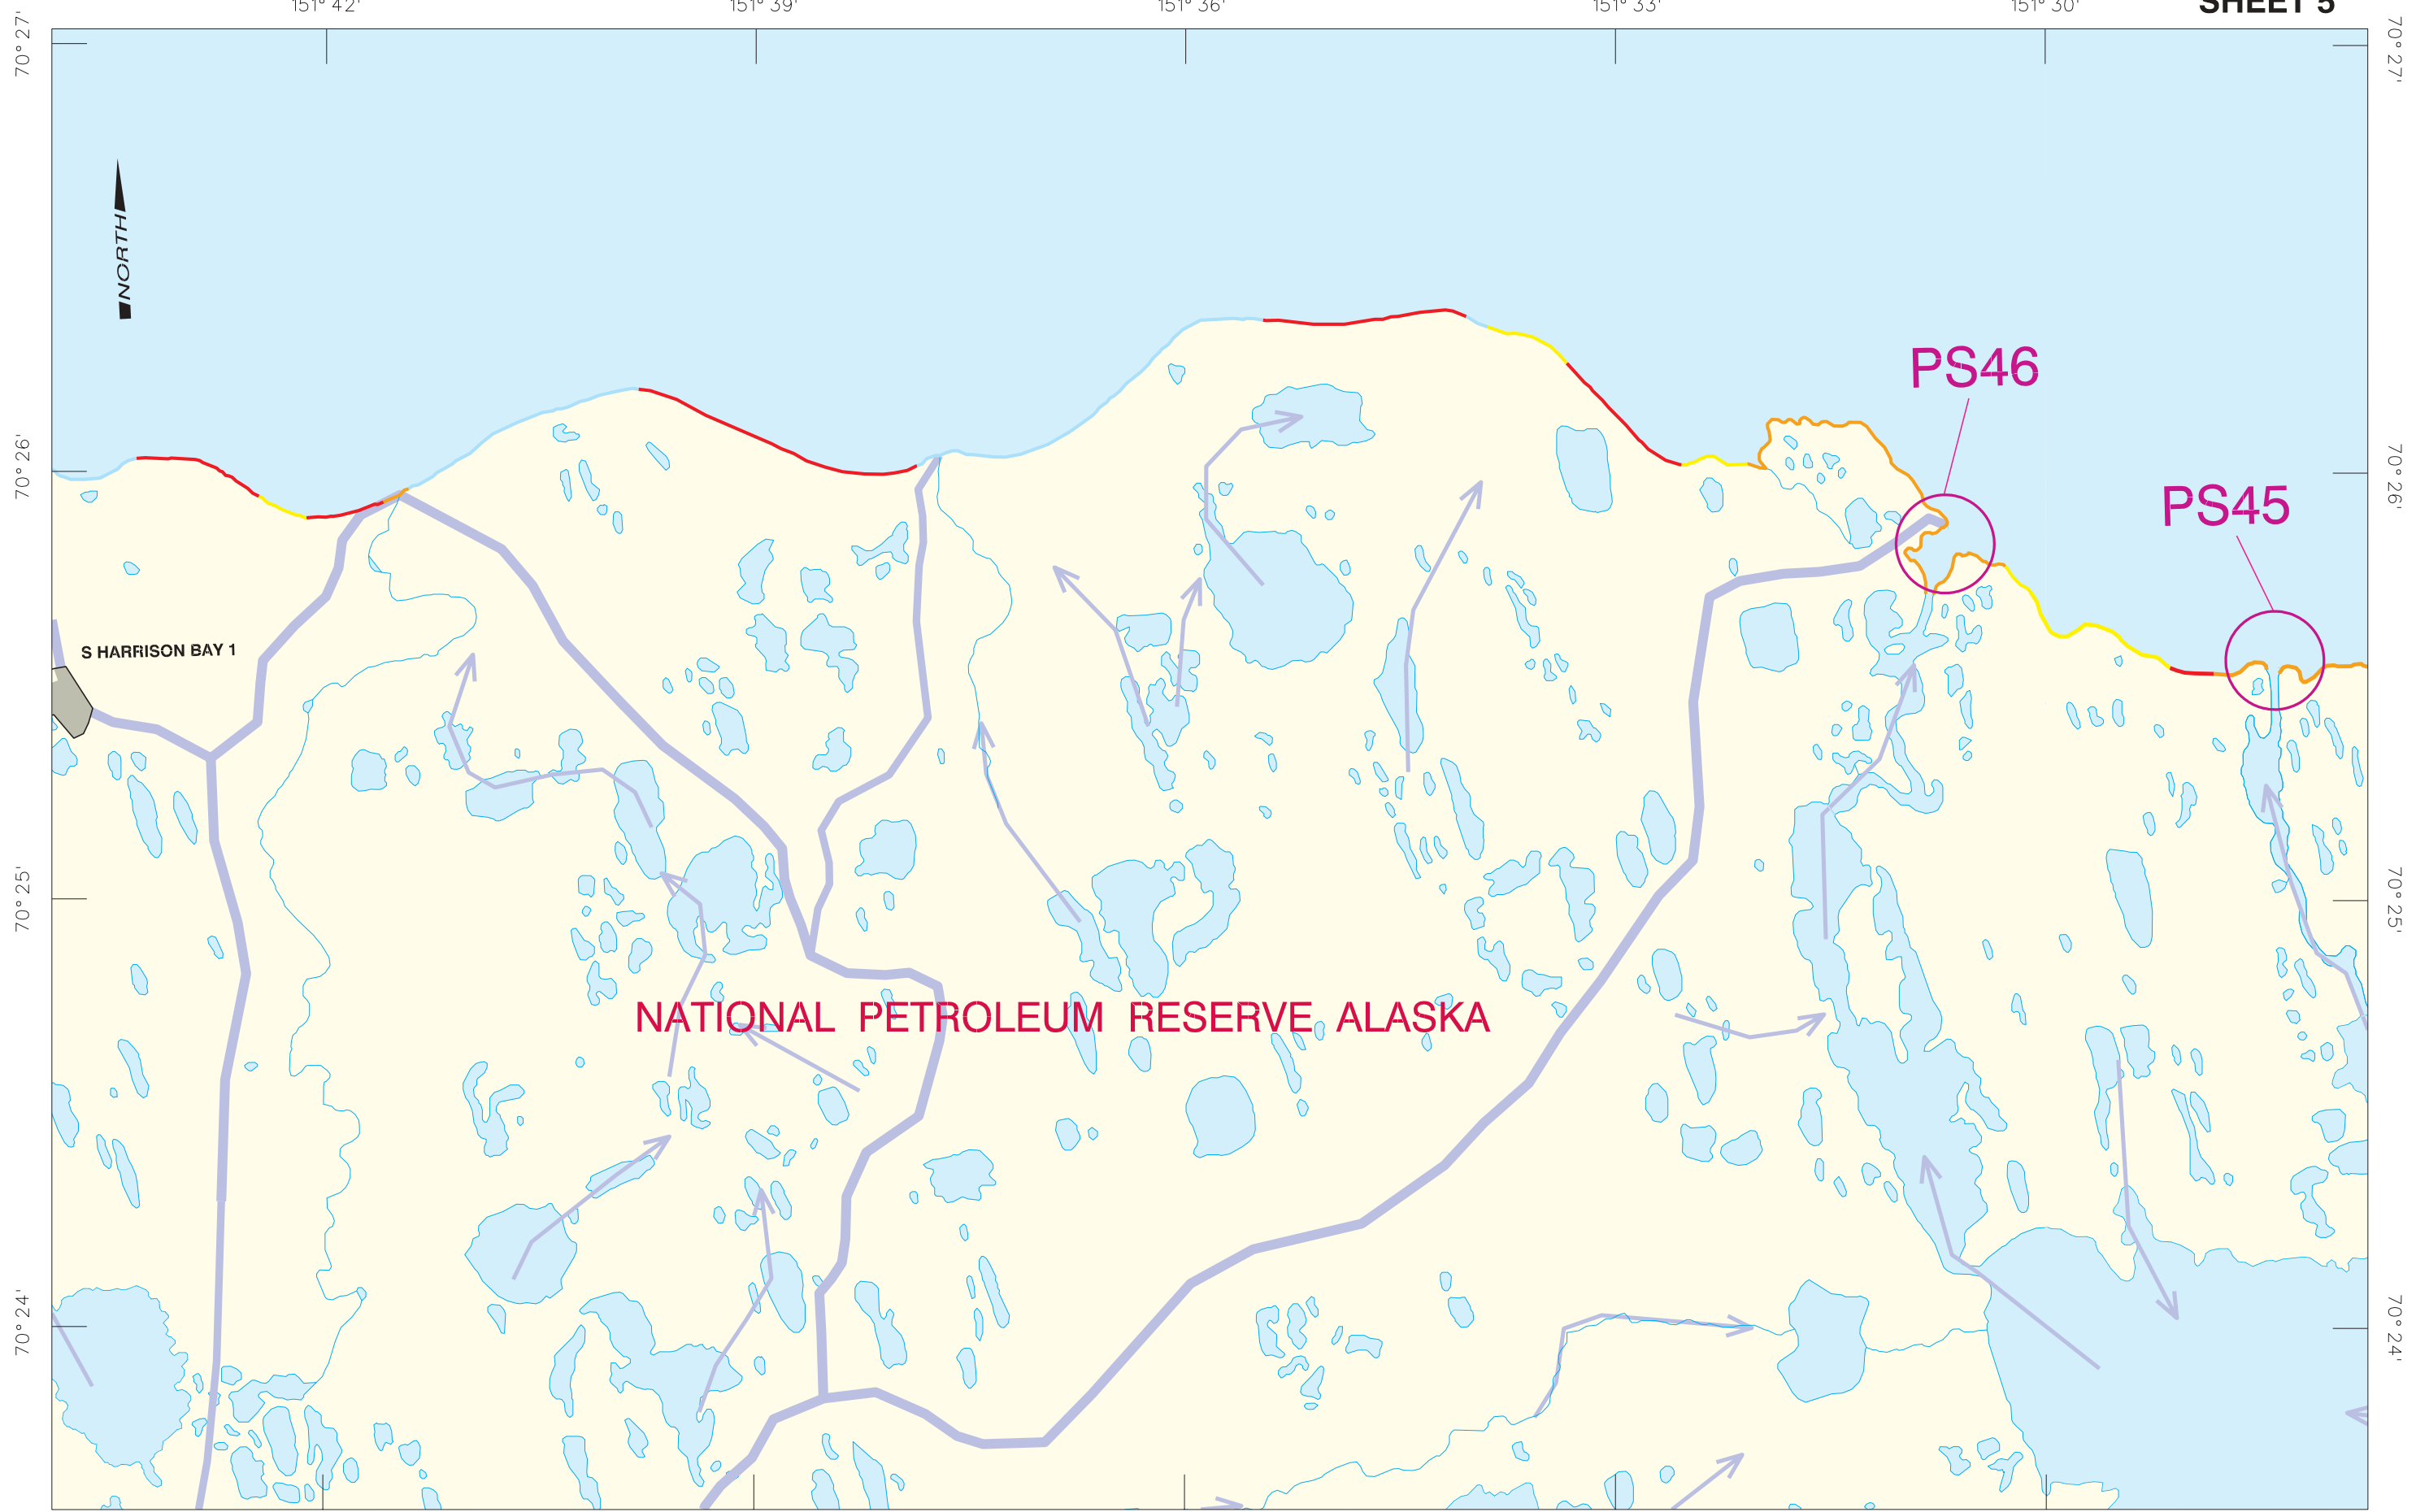 151° 42'
151° 39'
151° 36'
151° 33'
151° 30'
SHEET 5
70° 27'
70° 27'
NORTH
PS46
PS45
70° 26'
70° 26'
S HARRISON BAY 1
70° 25'
70° 25'
NATIONAL PETROLEUM RESERVE ALASKA
70° 24'
70° 24'